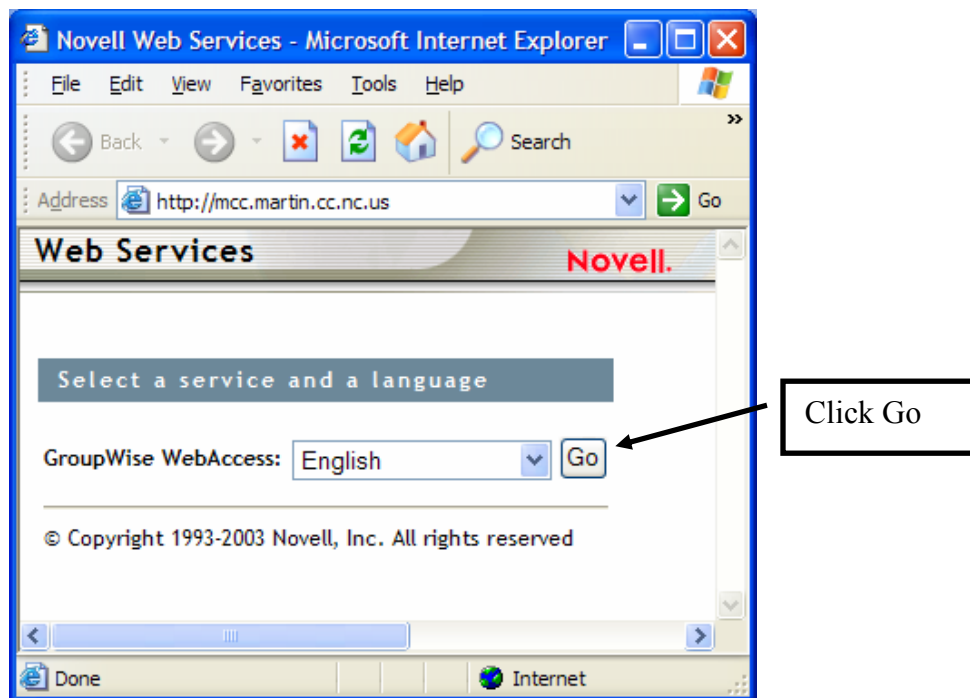 Novell Web Services - Microsoft Internet Explorer
File Edit View Favorites Tools Help
Back Search »
Address http://mcc.martin.cc.nc.us Go
Web Services Novell.
Select a service and a language
Click Go
GroupWise WebAccess: English Go
© Copyright 1993-2003 Novell, Inc. All rights reserved
Done Internet